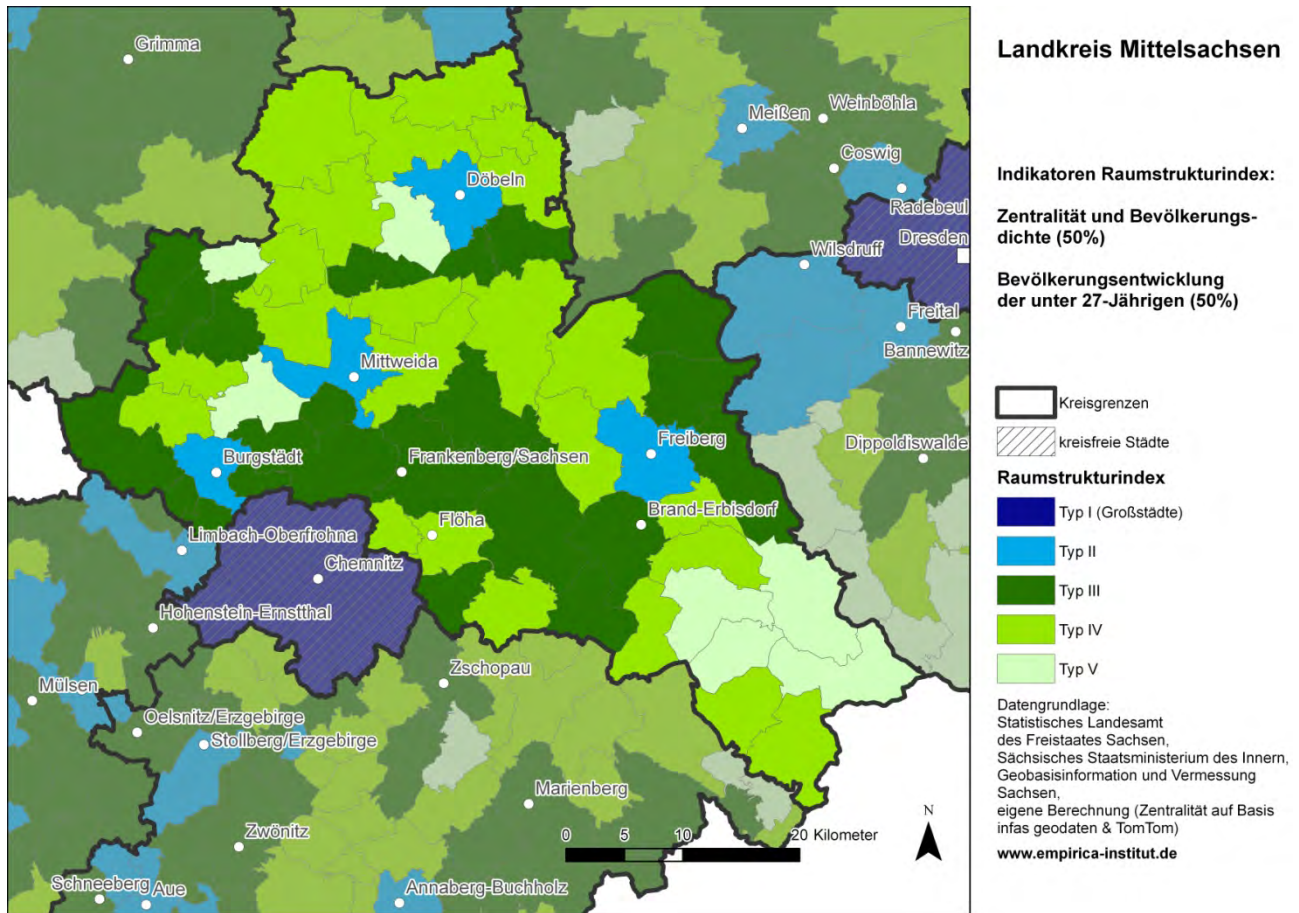 Grimma
Meißen
Weinböhla
Coswig
Döbeln
Radebeul
Dresden
Wilsdruff
Freital
Bannewitz
Mittweida
Dippoldiswalde
Freiberg
Burgstädt
Frankenberg/Sachsen
Brand-Erbisdorf
Flöha
Limbach-Oberfrohna
Chemnitz
Hohenstein-Ernstthal
Zschopau
Mülsen
Oelsnitz/Erzgebirge
Stollberg/Erzgebirge
Marienberg
Zwönitz
Schneeberg
Aue
Annaberg-Buchholz
0 5 10 20 Kilometer
N
Landkreis Mittelsachsen
Indikatoren Raumstrukturindex:
Zentralität und Bevölkerungs-
dichte (50%)
Bevölkerungsentwicklung
der unter 27-Jährigen (50%)
Kreisgrenzen
kreisfreie Städte
Raumstrukturindex
Typ I (Großstädte)
Typ II
Typ III
Typ IV
Typ V
Datengrundlage:
Statistisches Landesamt
des Freistaates Sachsen,
Sächsisches Staatsministerium des Innern,
Geobasisinformation und Vermessung
Sachsen,
eigene Berechnung (Zentralität auf Basis
infas geodaten & TomTom)
www.empirica-institut.de